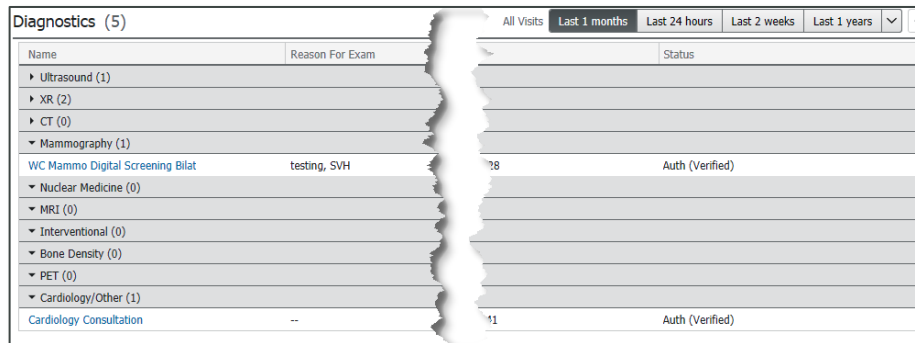 Diagnostics (5) All Visits Last 1 months Last 24 hours Last 2 weeks Last 1 years
Name Reason For Exam Status
Ultrasound (1)
XR (2)
CT (0)
Mammography (1)
WC Mammo Digital Screening Bilat testing, SVH 28 Auth (Verified)
Nuclear Medicine (0)
MRI (0)
Interventional (0)
Bone Density (0)
PET (0)
Cardiology/Other (1)
Cardiology Consultation -- 41 Auth (Verified)